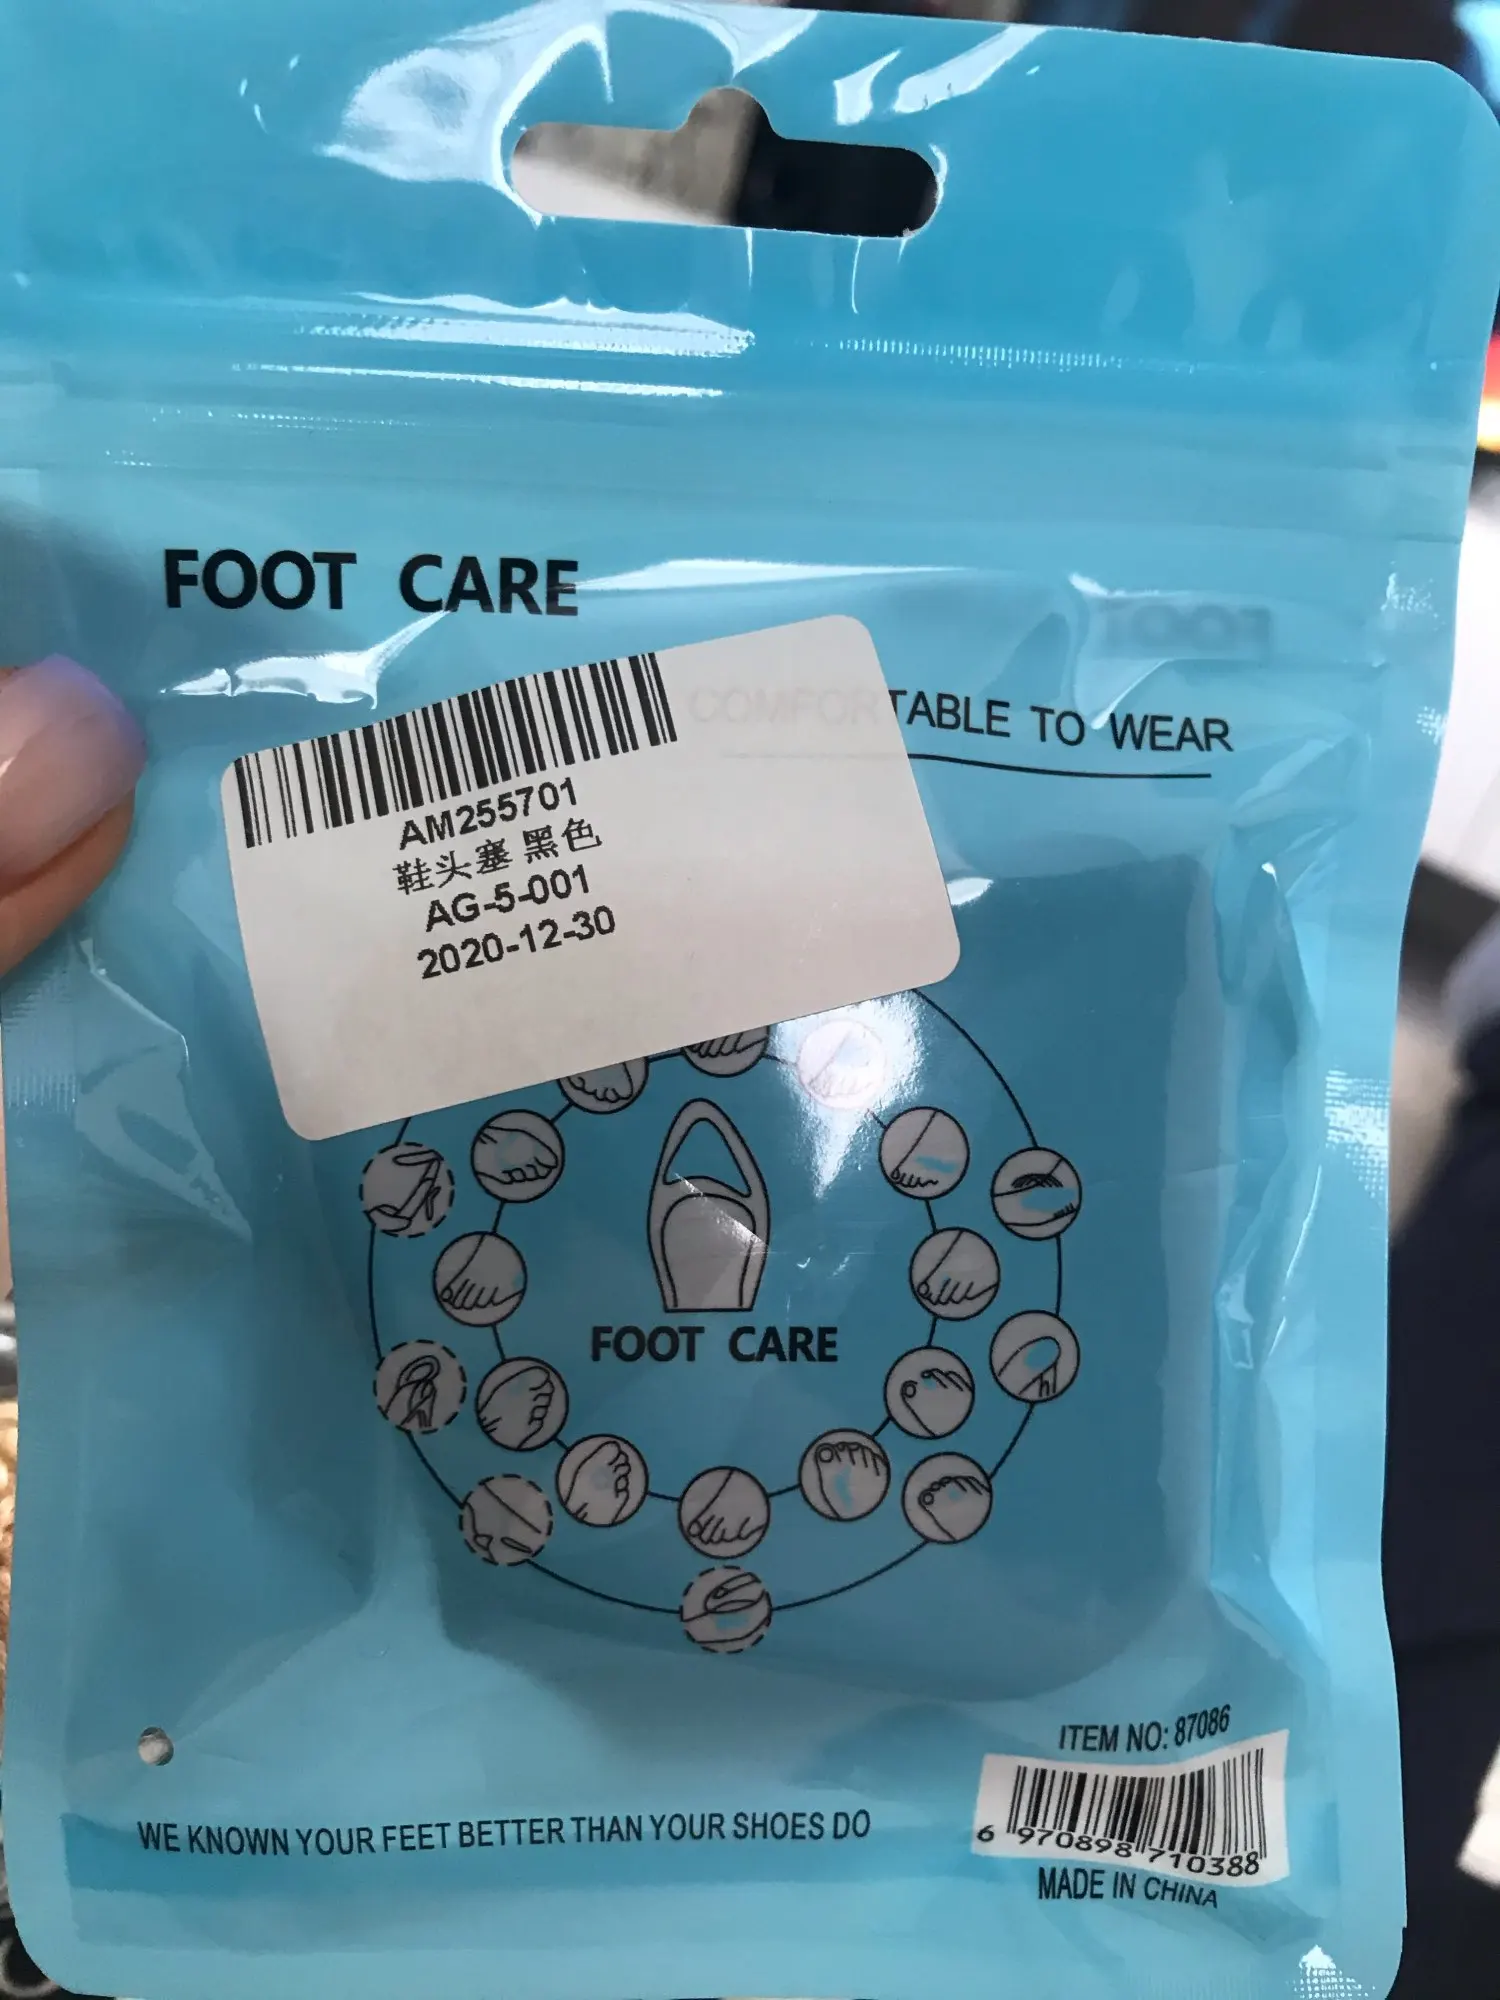 FOOT CARE
COMFORTABLE TO WEAR
AM255701
鞋头塞 黑色
AG-5-001
2020-12-30
FOOT CARE
ITEM NO: 87086
6 970898 710388
MADE IN CHINA
WE KNOWN YOUR FEET BETTER THAN YOUR SHOES DO